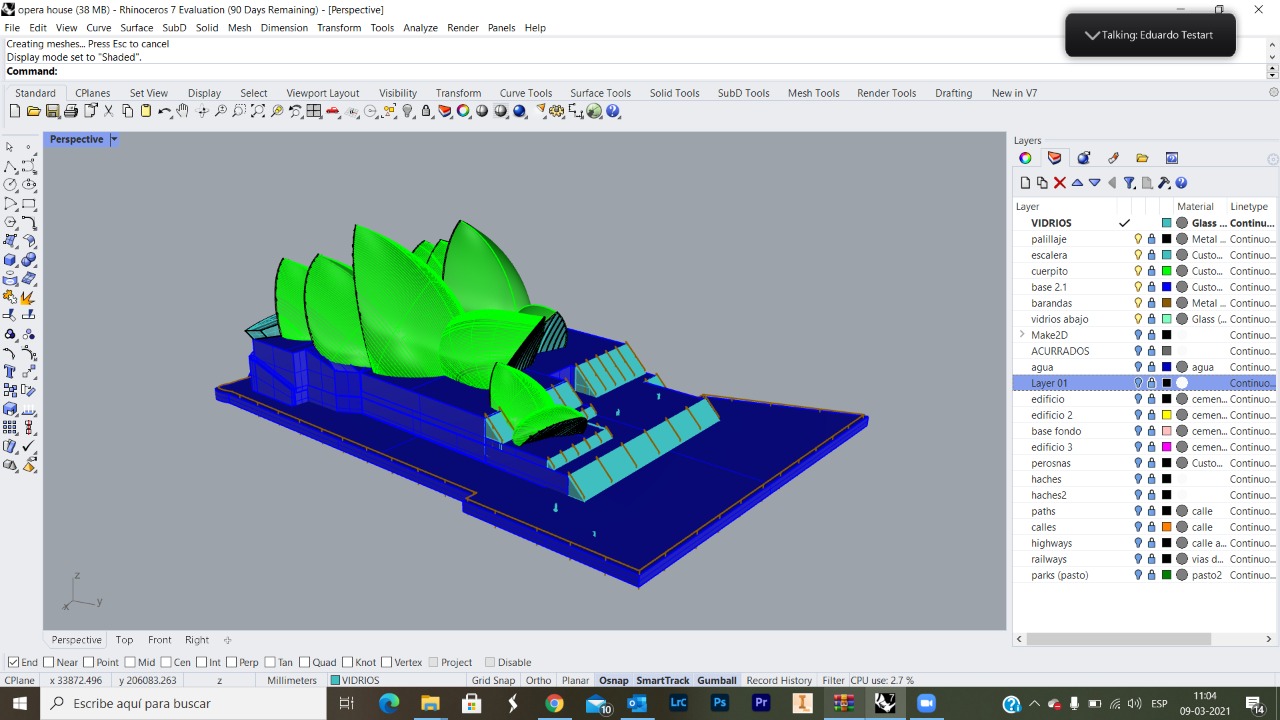 opera house (38 MB) - Rhinoceros 7 Evaluation (90 Days Remaining) - [Perspective]
File Edit View Curve Surface SubD Solid Mesh Dimension Transform Tools Analyze Render Panels Help
Talking: Eduardo Testart
Creating meshes... Press Esc to cancel
Display mode set to "Shaded".
Command:
Standard CPlanes Set View Display Select Viewport Layout Visibility Transform Curve Tools Surface Tools Solid Tools SubD Tools Mesh Tools Render Tools Drafting New in V7
Perspective
Layers
Layer Material Linetype
VIDRIOS Glass ... Continu...
palillaje Metal ... Continuo...
escalera Custo... Continuo...
cuerpito Custo... Continuo...
base 2.1 Custo... Continuo...
barandas Metal ... Continuo...
vidrios abajo Glass (... Continuo...
Make2D Continuo...
ACURRADOS Continuo...
agua agua Continuo...
Layer 01 Continuo...
edificio cemen... Continuo...
edificio 2 cemen... Continuo...
base fondo cemen... Continuo...
edificio 3 cemen... Continuo...
perosnas Custo... Continuo...
haches Continuo...
haches2 Continuo...
paths calle Continuo...
calles calle Continuo...
highways calle a... Continuo...
railways vias d... Continuo...
parks (pasto) pasto2 Continuo...
z
x y
Perspective Top Front Right
End Near Point Mid Cen Int Perp Tan Quad Knot Vertex Project Disable
CPlane x 33872.496 y 206083.263 z Millimeters VIDRIOS Grid Snap Ortho Planar Osnap SmartTrack Gumball Record History Filter CPU use: 2.7 %
Escribe aquí para buscar
10
LrC
Ps
Pr
I
ESP
11:04
09-03-2021
4